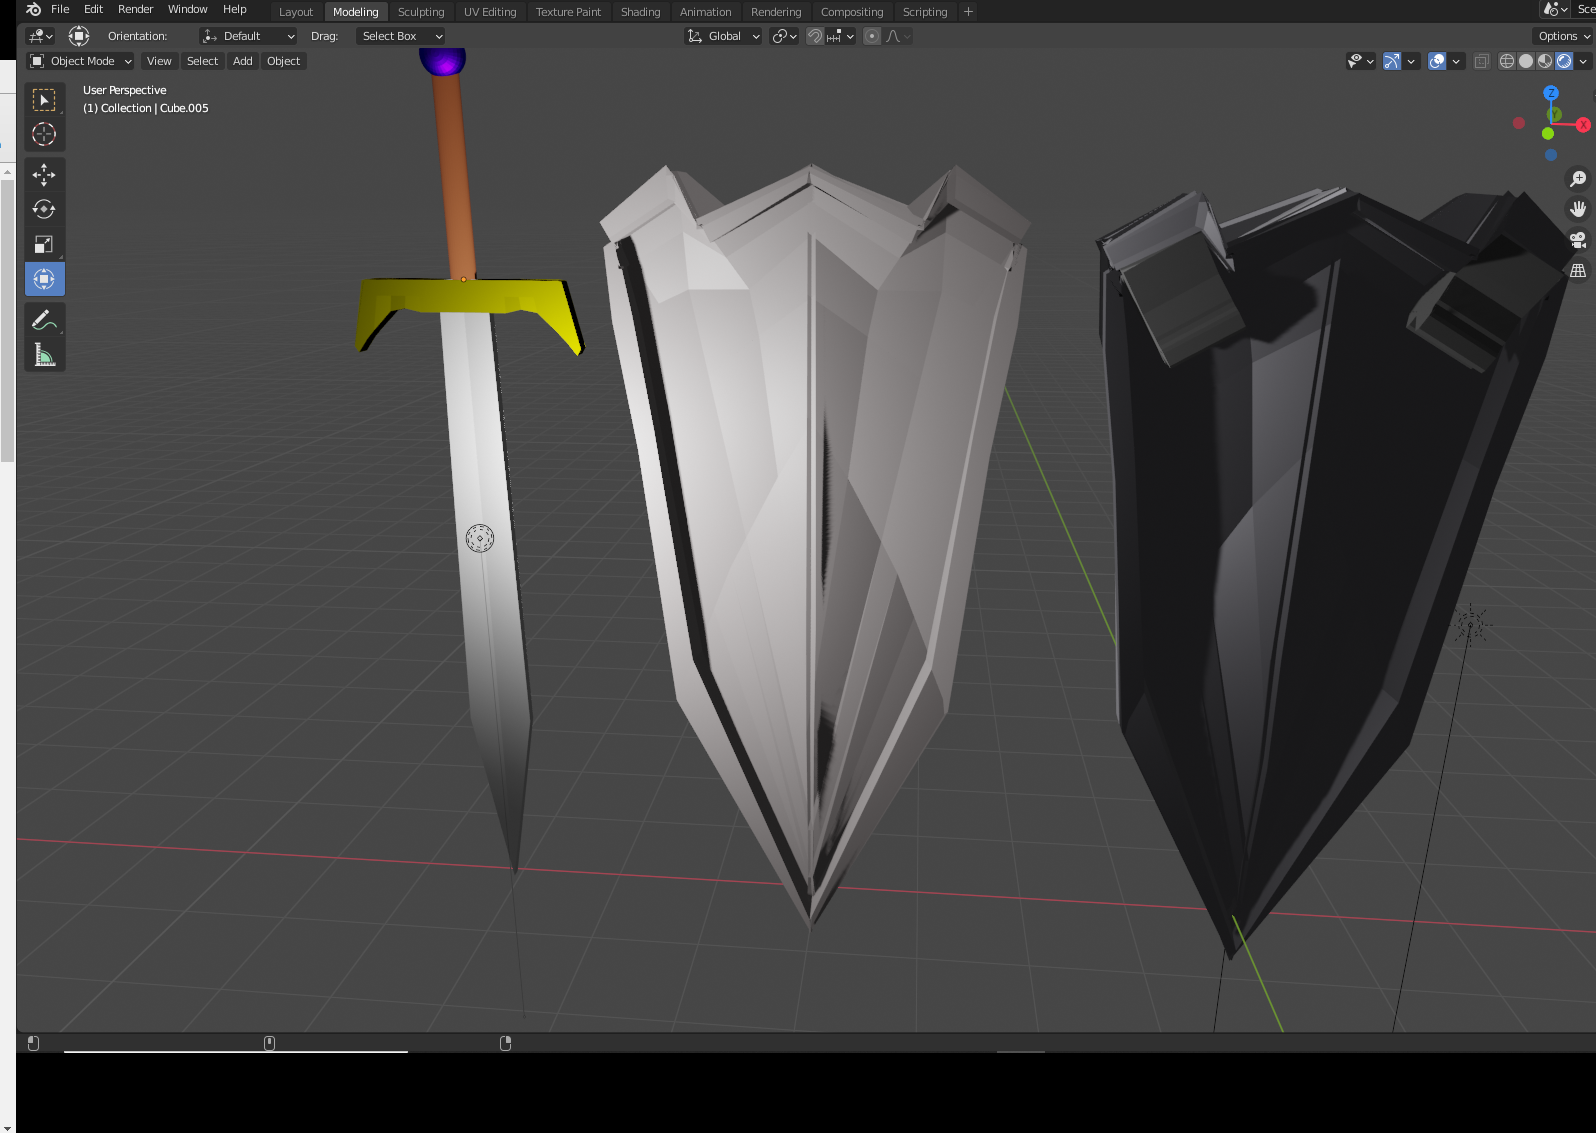 File Edit Render Window Help Layout Modeling Sculpting UV Editing Texture Paint Shading Animation Rendering Compositing Scripting + Sce
Orientation: Default Drag: Select Box Global Options
Object Mode View Select Add Object
User Perspective
(1) Collection | Cube.005
Z
Y
X